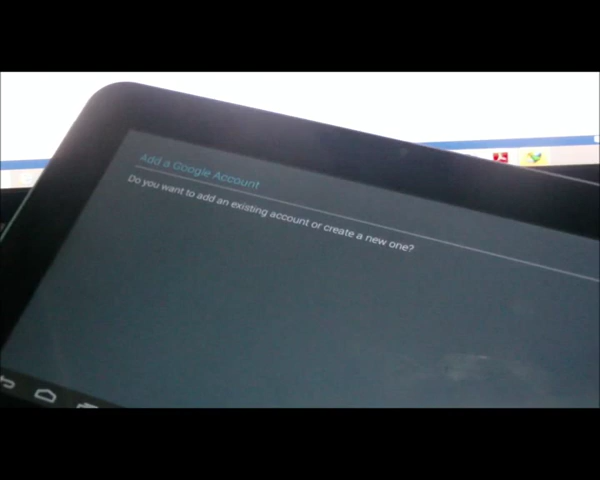 Add a Google Account
Do you want to add an existing account or create a new one?